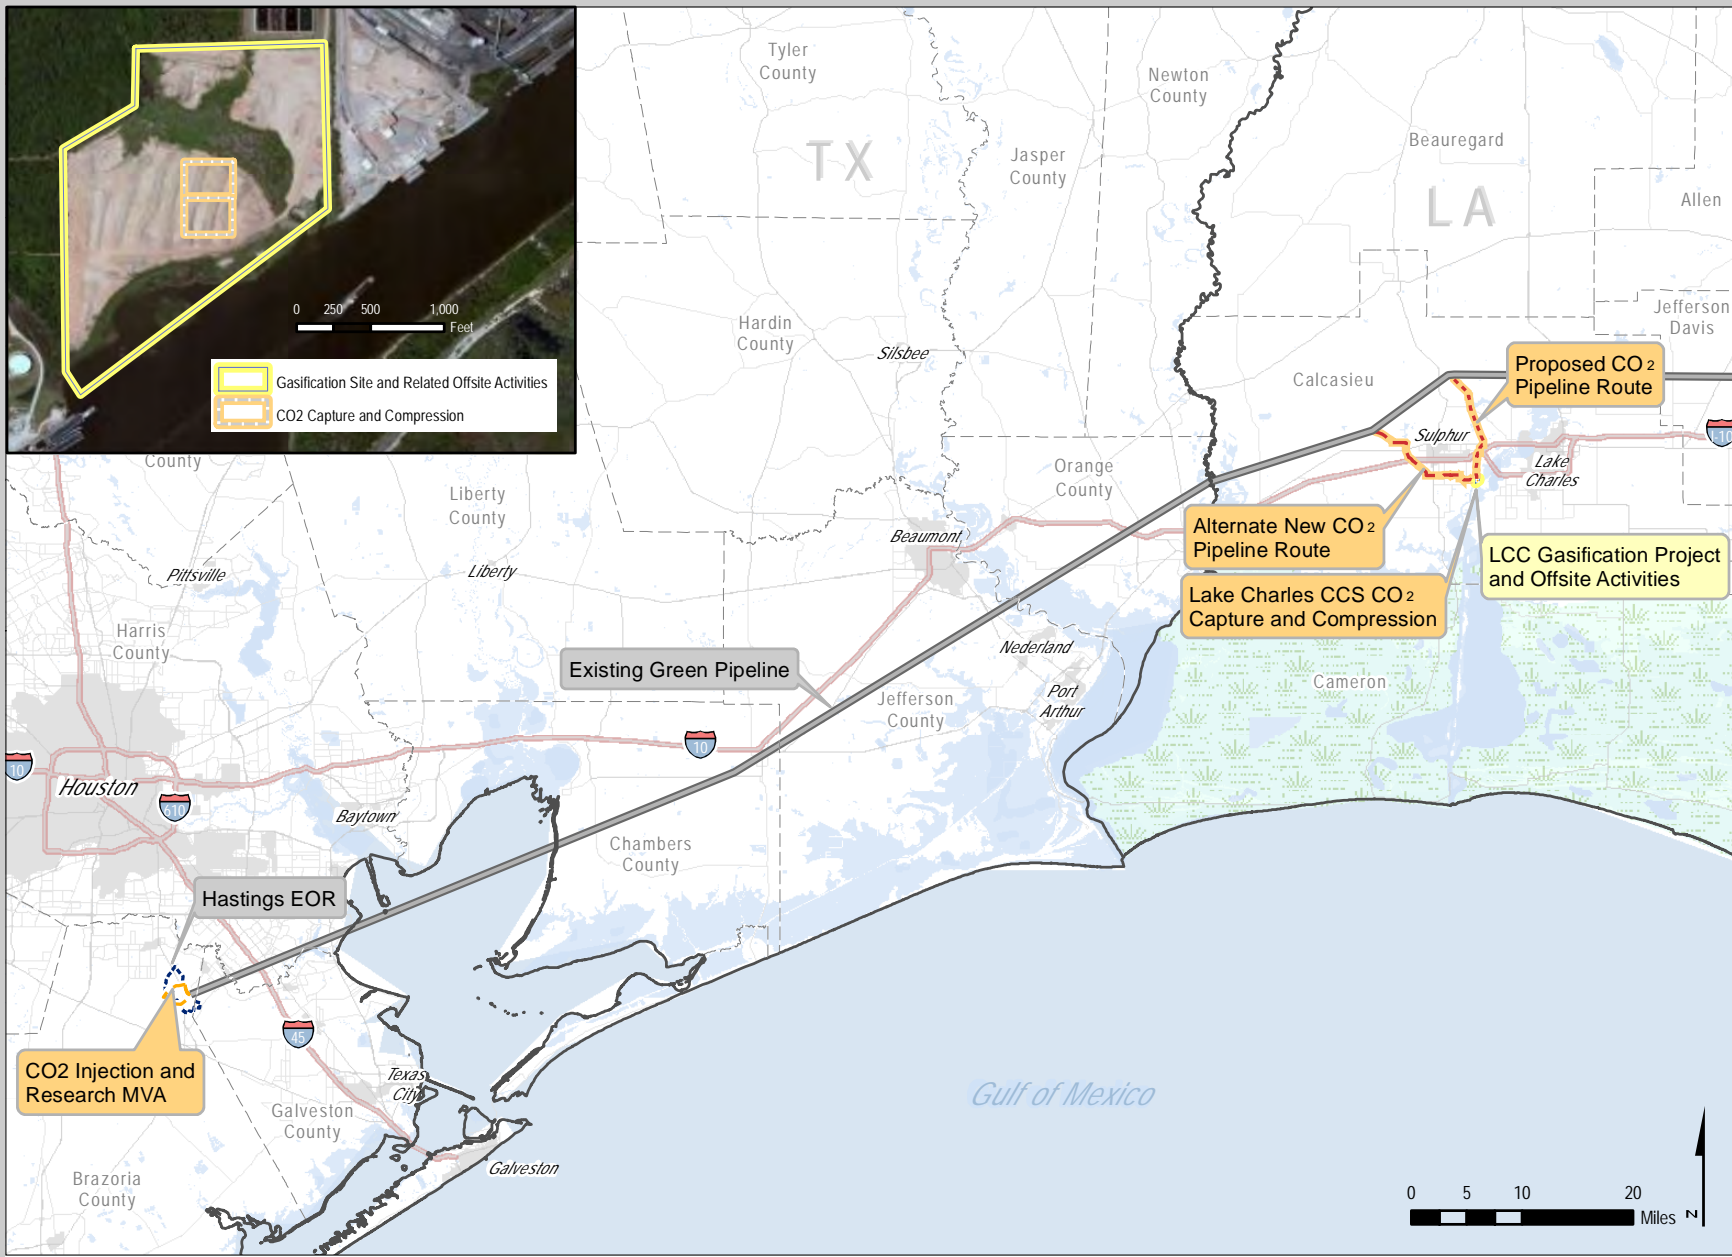 0 250 500 1,000
Feet
Gasification Site and Related Offsite Activities
CO2 Capture and Compression
Tyler
County
Newton
County
TX
Jasper
County
Beauregard
LA
Allen
Jefferson
Davis
Hardin
County
Silsbee
Calcasieu
Proposed CO2
Pipeline Route
Sulphur
I-10
Lake
Charles
County
Liberty
County
Orange
County
Alternate New CO2
Pipeline Route
LCC Gasification Project
and Offsite Activities
Lake Charles CCS CO2
Capture and Compression
Beaumont
Pittsville
Liberty
Harris
County
Nederland
Existing Green Pipeline
Port
Arthur
Jefferson
County
Cameron
10
10
Houston
610
Baytown
Chambers
County
Hastings EOR
45
CO2 Injection and
Research MVA
Texas
City
Galveston
County
Gulf of Mexico
Galveston
Brazoria
County
0 5 10 20
Miles
N